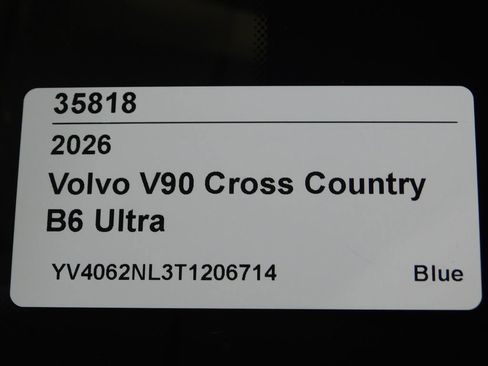 35818
2026
Volvo V90 Cross Country
B6 Ultra
YV4062NL3T1206714 Blue